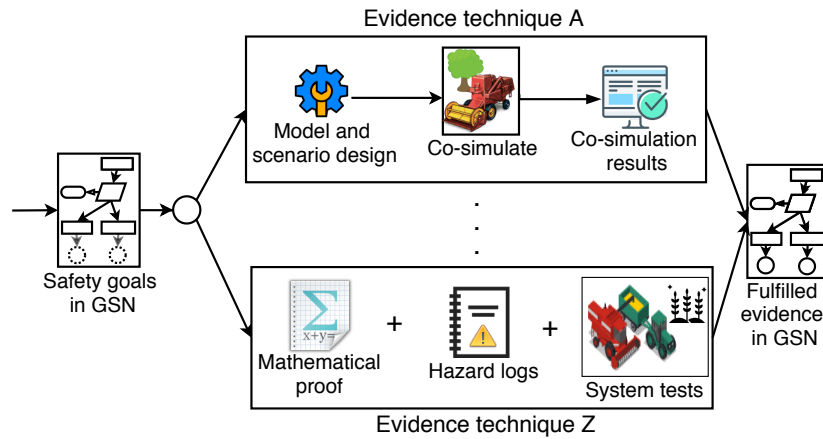 Evidence technique A
Model and
scenario design
Co-simulate
Co-simulation
results
Safety goals
in GSN
Fulfilled
evidence
in GSN
Σ
x+y=
Mathematical
proof
+
Hazard logs
+
System tests
Evidence technique Z